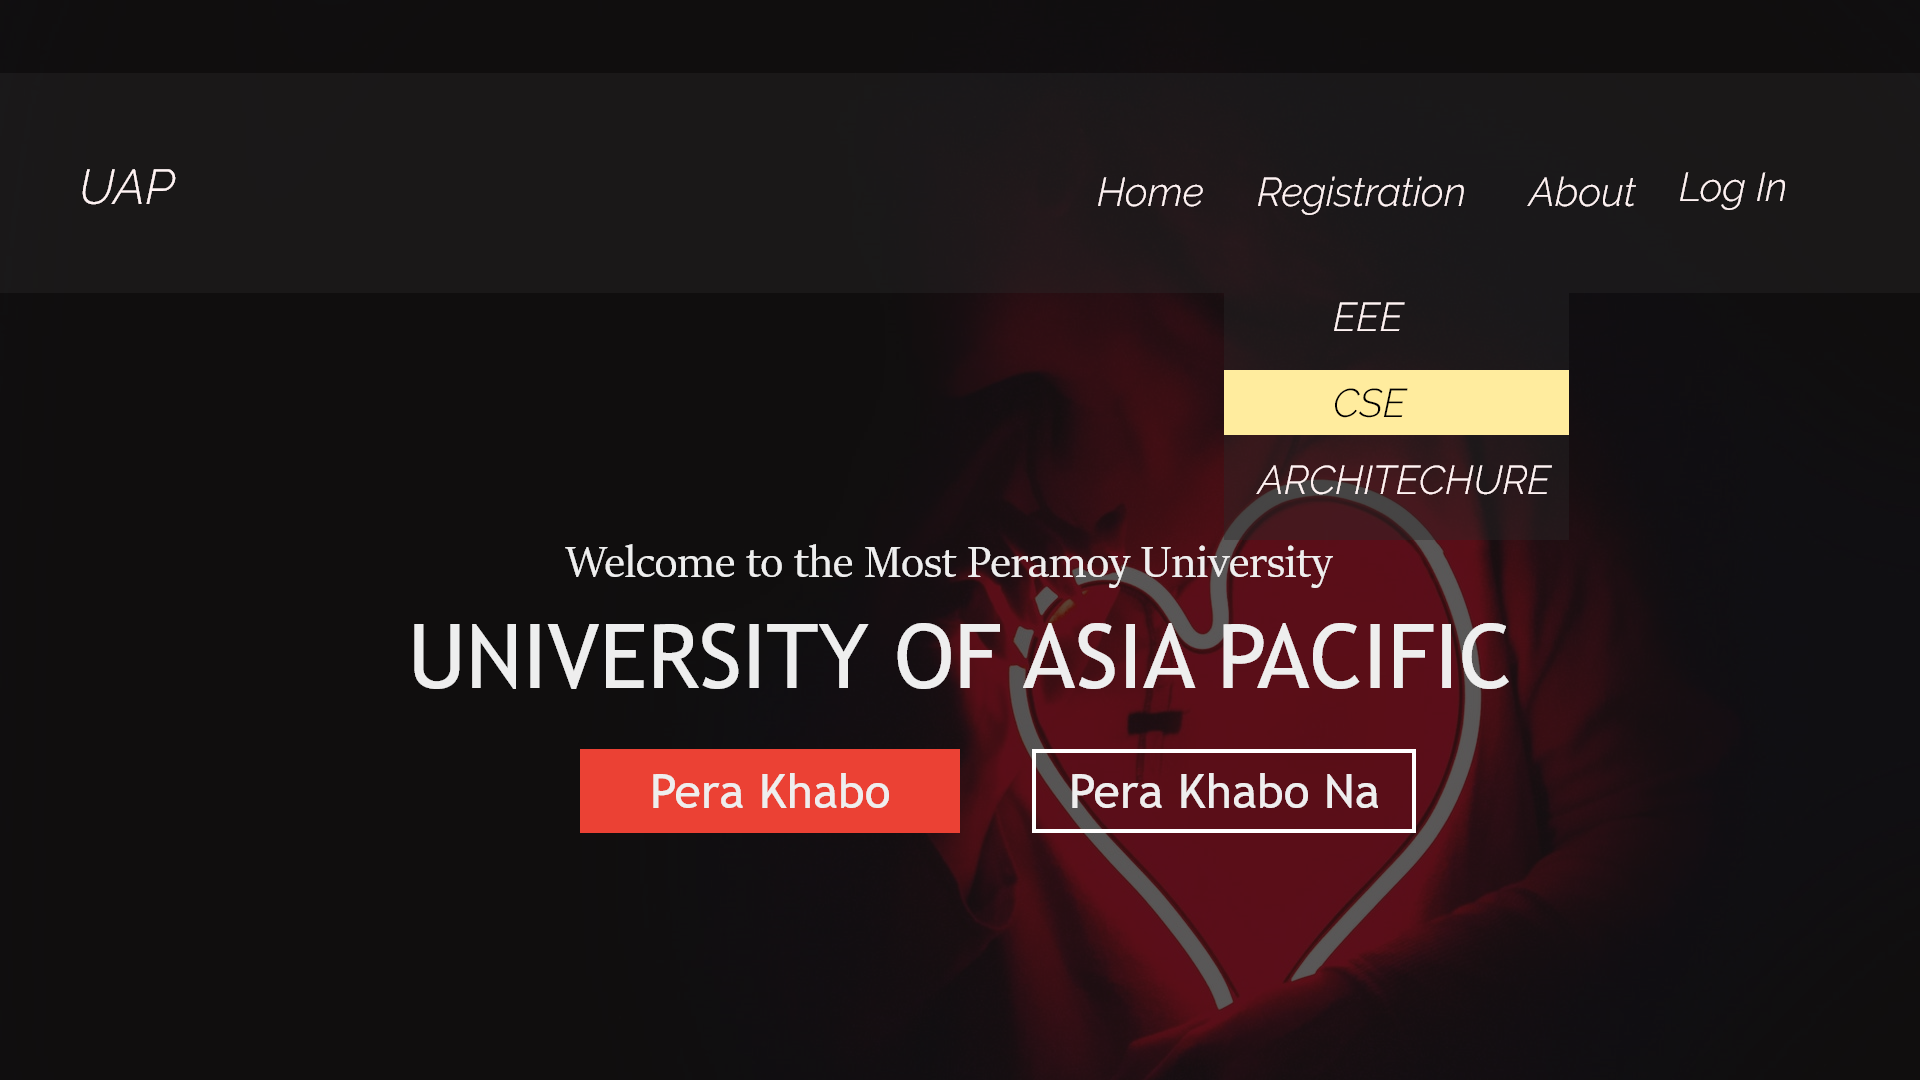 UAP
Home Registration About Log In
EEE
CSE
ARCHITECHURE
Welcome to the Most Peramoy University
UNIVERSITY OF ASIA PACIFIC
Pera Khabo Pera Khabo Na